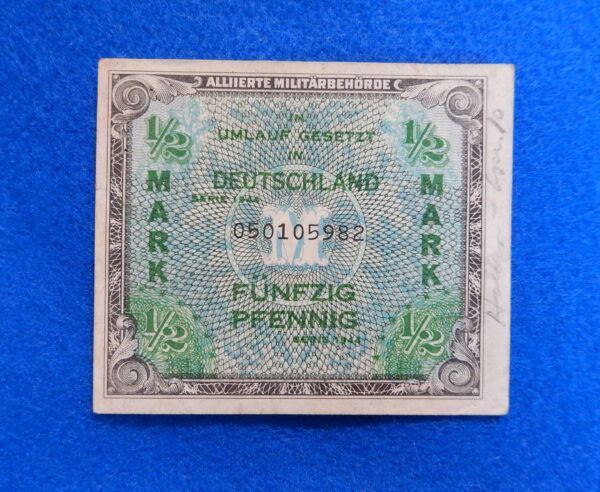 ALLIIERTE MILITÄRBEHÖRDE
1/2 1/2
IN
UMLAUF GESETZT
IN
DEUTSCHLAND
SERIE 1944
MARK MARK
050105982
M
FÜNFZIG
PFENNIG
SERIE 1944
1/2 1/2